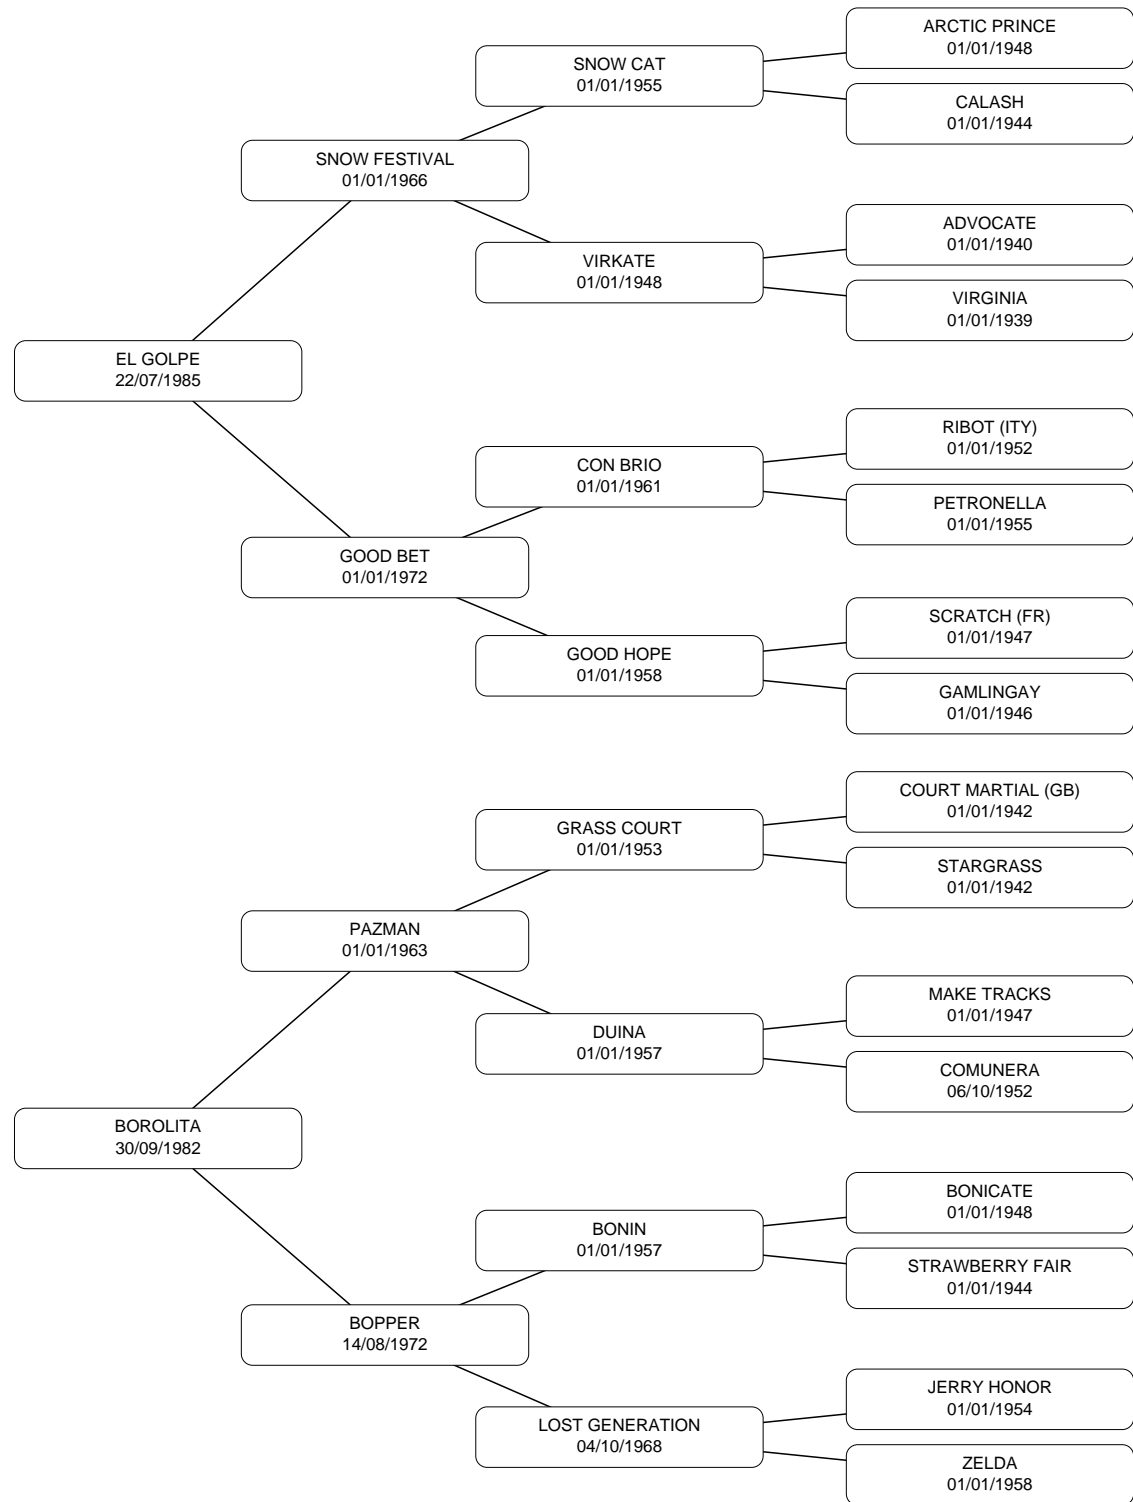 ARCTIC PRINCE
01/01/1948
SNOW CAT
01/01/1955
CALASH
01/01/1944
SNOW FESTIVAL
01/01/1966
ADVOCATE
01/01/1940
VIRKATE
01/01/1948
VIRGINIA
01/01/1939
EL GOLPE
22/07/1985
RIBOT (ITY)
01/01/1952
CON BRIO
01/01/1961
PETRONELLA
01/01/1955
GOOD BET
01/01/1972
SCRATCH (FR)
01/01/1947
GOOD HOPE
01/01/1958
GAMLINGAY
01/01/1946
COURT MARTIAL (GB)
01/01/1942
GRASS COURT
01/01/1953
STARGRASS
01/01/1942
PAZMAN
01/01/1963
MAKE TRACKS
01/01/1947
DUINA
01/01/1957
COMUNERA
06/10/1952
BOROLITA
30/09/1982
BONICATE
01/01/1948
BONIN
01/01/1957
STRAWBERRY FAIR
01/01/1944
BOPPER
14/08/1972
JERRY HONOR
01/01/1954
LOST GENERATION
04/10/1968
ZELDA
01/01/1958